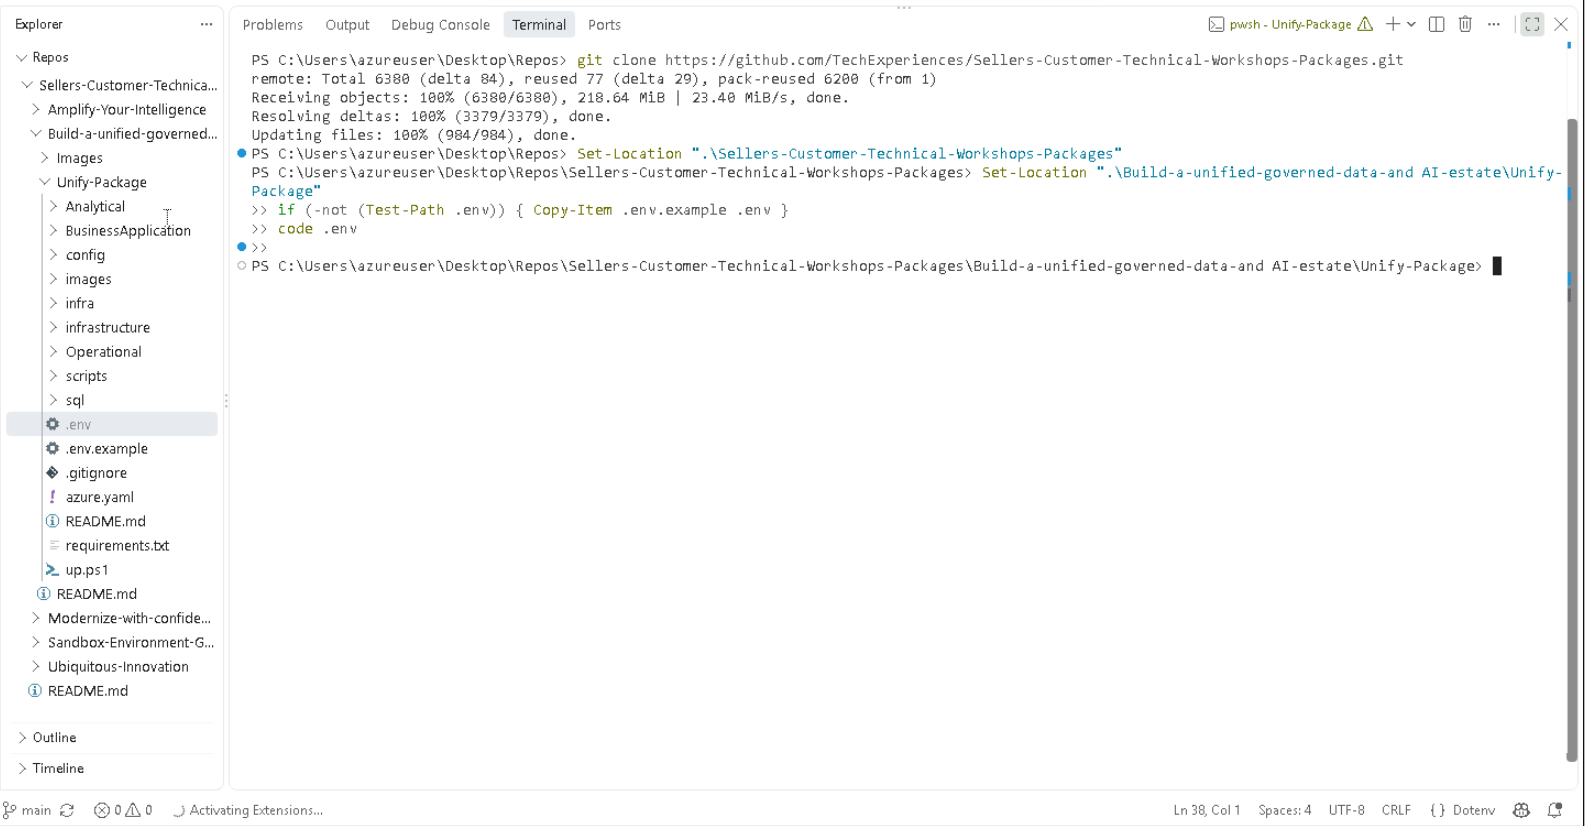 Explorer
Repos
Sellers-Customer-Technica...
Amplify-Your-Intelligence
Build-a-unified-governed...
Images
Unify-Package
Analytical
BusinessApplication
config
images
infra
infrastructure
Operational
scripts
sql
.env
.env.example
.gitignore
azure.yaml
README.md
requirements.txt
up.ps1
README.md
Modernize-with-confide...
Sandbox-Environment-G...
Ubiquitous-Innovation
README.md
Outline
Timeline
Problems Output Debug Console Terminal Ports
pwsh - Unify-Package
PS C:\Users\azureuser\Desktop\Repos> git clone https://github.com/TechExperiences/Sellers-Customer-Technical-Workshops-Packages.git
remote: Total 6380 (delta 84), reused 77 (delta 29), pack-reused 6200 (from 1)
Receiving objects: 100% (6380/6380), 218.64 MiB | 23.40 MiB/s, done.
Resolving deltas: 100% (3379/3379), done.
Updating files: 100% (984/984), done.
PS C:\Users\azureuser\Desktop\Repos> Set-Location ".\Sellers-Customer-Technical-Workshops-Packages"
PS C:\Users\azureuser\Desktop\Repos\Sellers-Customer-Technical-Workshops-Packages> Set-Location ".\Build-a-unified-governed-data-and AI-estate\Unify-
Package"
>> if (-not (Test-Path .env)) { Copy-Item .env.example .env }
>> code .env
>>
PS C:\Users\azureuser\Desktop\Repos\Sellers-Customer-Technical-Workshops-Packages\Build-a-unified-governed-data-and AI-estate\Unify-Package>
main 0 0 Activating Extensions...
Ln 38, Col 1 Spaces: 4 UTF-8 CRLF {} Dotenv